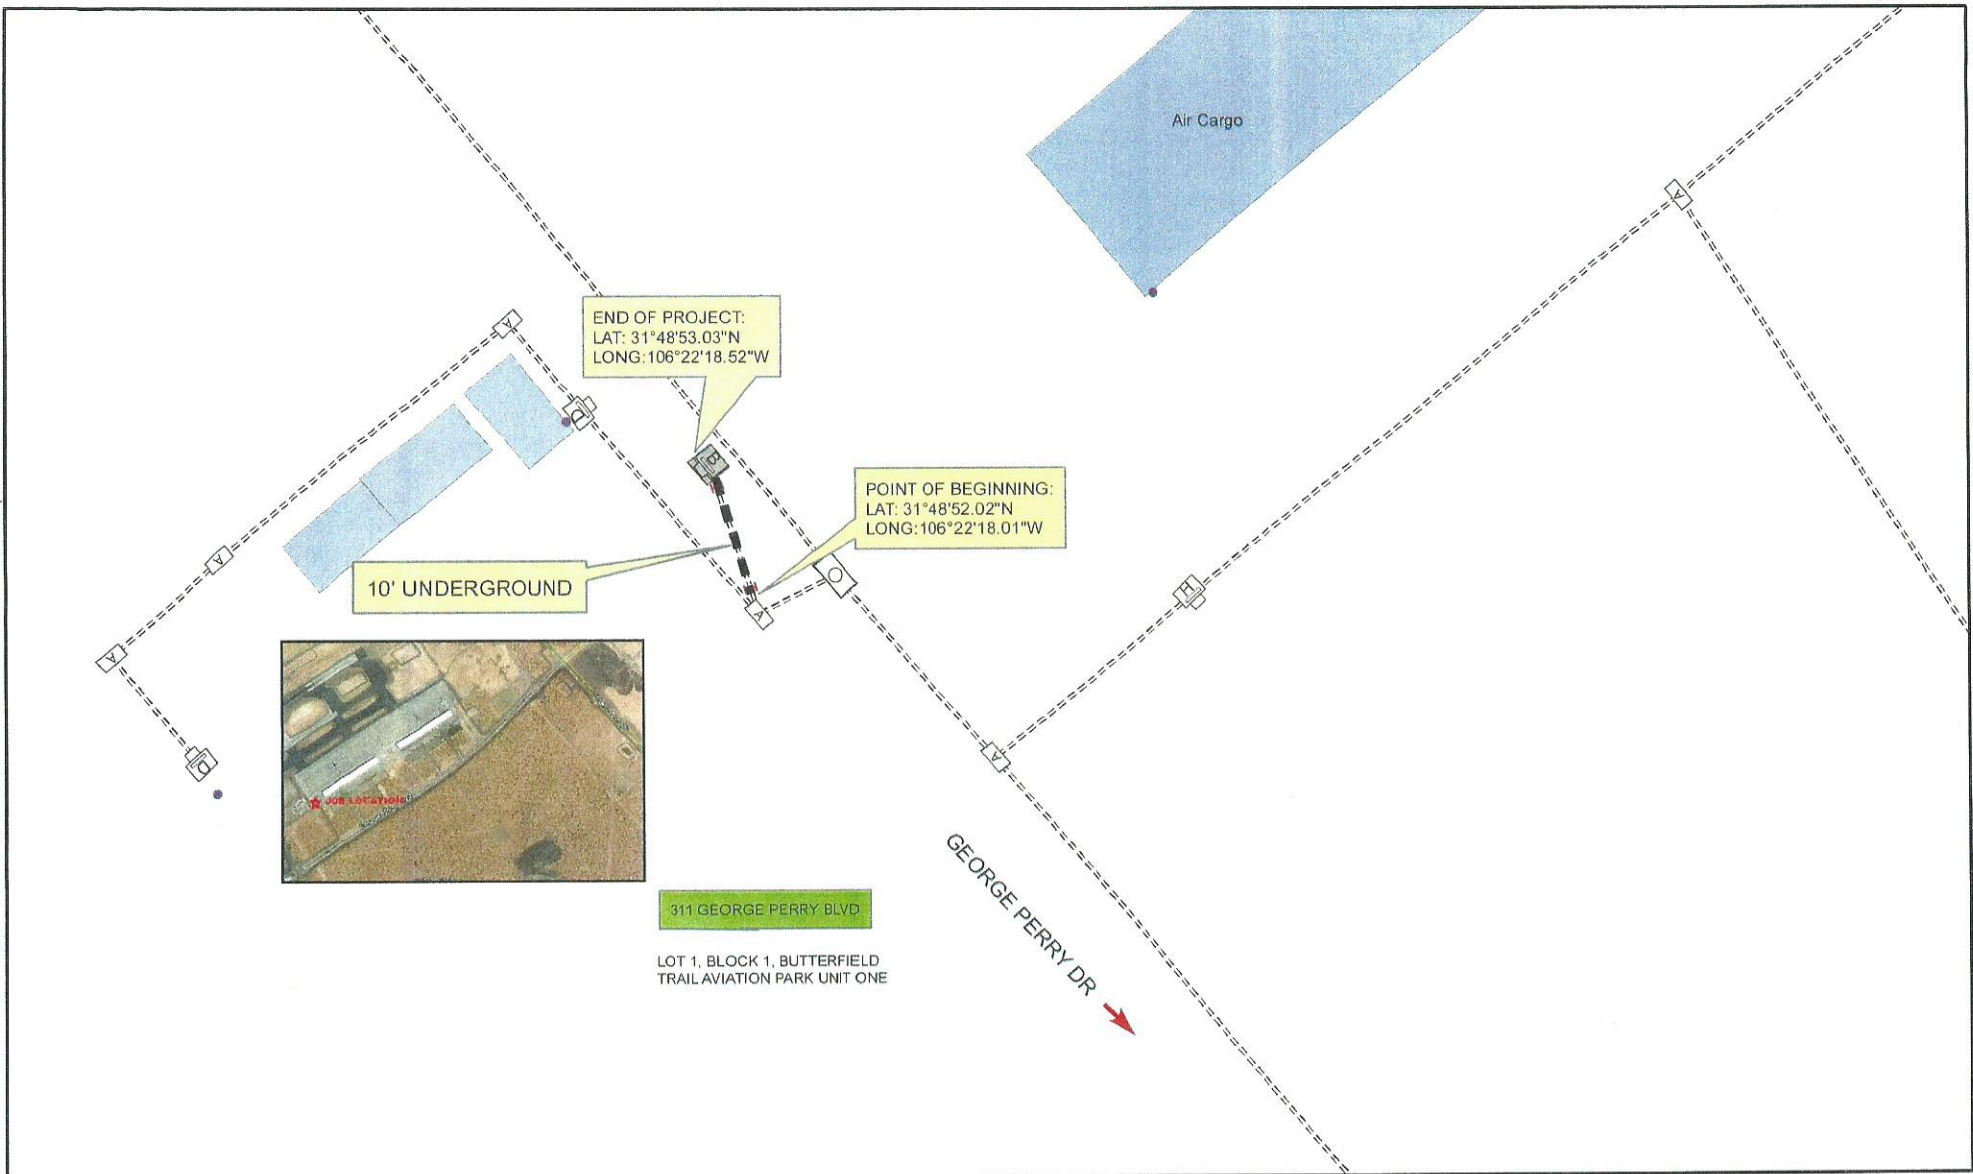 Air Cargo
A
A
END OF PROJECT:
LAT: 31°48'53.03"N
LONG:106°22'18.52"W
D
B
POINT OF BEGINNING:
LAT: 31°48'52.02"N
LONG:106°22'18.01"W
A
10' UNDERGROUND
H
A
A
D
A
JOB LOCATION
311 GEORGE PERRY BLVD
LOT 1, BLOCK 1, BUTTERFIELD
TRAIL AVIATION PARK UNIT ONE
GEORGE PERRY DR